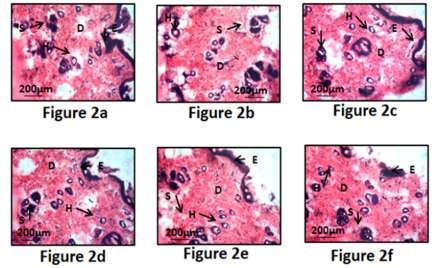 S D E
H
200µm
Figure 2a
H S
D
200µm
Figure 2b
H E
S
D
200µm
Figure 2c
D E
S H
200µm
Figure 2d
E
D
S H
200µm
Figure 2e
H E
D
S
200µm
Figure 2f